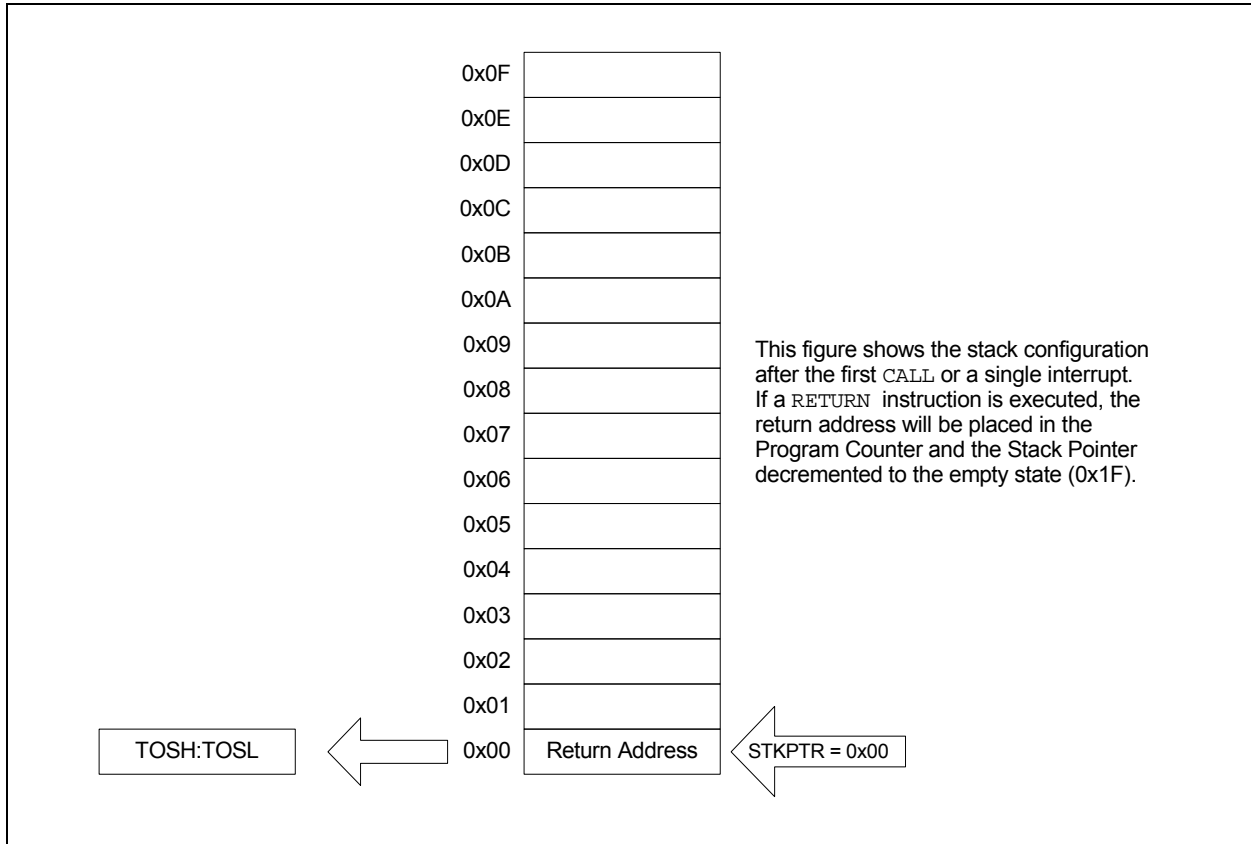 0x0F
0x0E
0x0D
0x0C
0x0B
0x0A
0x09
0x08
0x07
0x06
0x05
0x04
0x03
0x02
0x01
0x00
This figure shows the stack configuration
after the first CALL or a single interrupt.
If a RETURN instruction is executed, the
return address will be placed in the
Program Counter and the Stack Pointer
decremented to the empty state (0x1F).
TOSH:TOSL
Return Address
STKPTR = 0x00